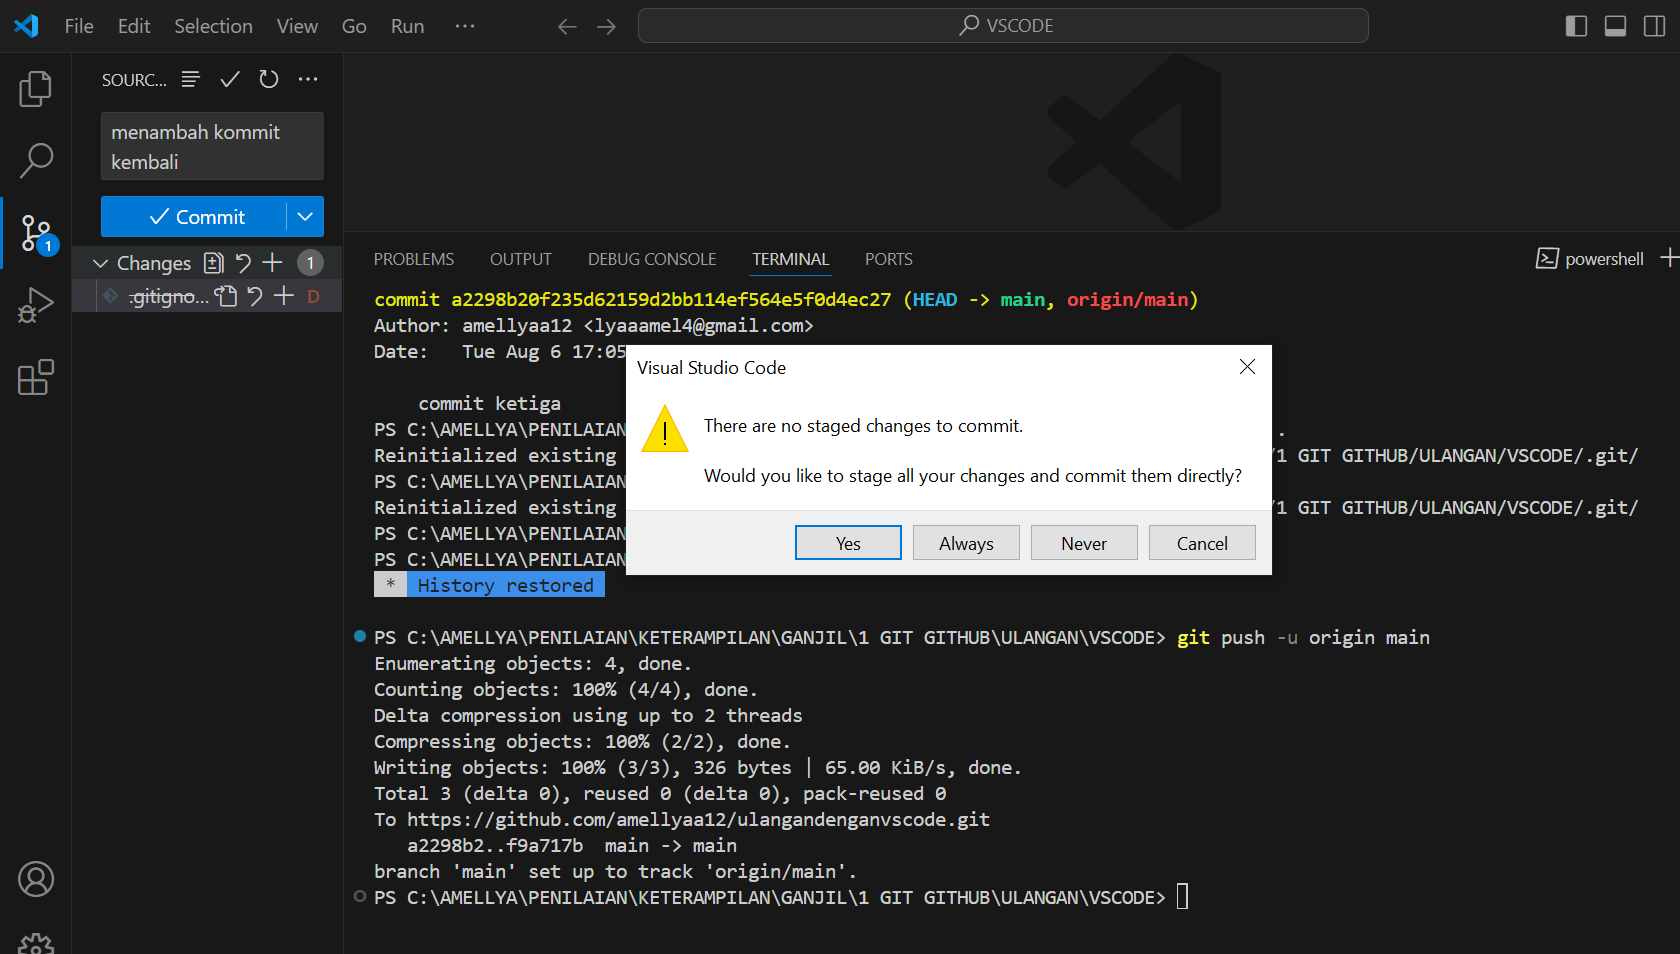 File Edit Selection View Go Run ···
VSCODE
SOURC...
menambah kommit
kembali
Commit
Changes 1
.gitigno... D
1
PROBLEMS OUTPUT DEBUG CONSOLE TERMINAL PORTS
powershell
commit a2298b20f235d62159d2bb114ef564e5f0d4ec27 (HEAD -> main, origin/main)
Author: amellyaa12 <lyaaamel4@gmail.com>
Date:   Tue Aug 6 17:05
commit ketiga
PS C:\AMELLYA\PENILAIAN .
Reinitialized existing /1 GIT GITHUB/ULANGAN/VSCODE/.git/
PS C:\AMELLYA\PENILAIAN
Reinitialized existing /1 GIT GITHUB/ULANGAN/VSCODE/.git/
PS C:\AMELLYA\PENILAIAN
PS C:\AMELLYA\PENILAIAN
* History restored
Visual Studio Code
There are no staged changes to commit.
Would you like to stage all your changes and commit them directly?
Yes Always Never Cancel
PS C:\AMELLYA\PENILAIAN\KETERAMPILAN\GANJIL\1 GIT GITHUB\ULANGAN\VSCODE> git push -u origin main
Enumerating objects: 4, done.
Counting objects: 100% (4/4), done.
Delta compression using up to 2 threads
Compressing objects: 100% (2/2), done.
Writing objects: 100% (3/3), 326 bytes | 65.00 KiB/s, done.
Total 3 (delta 0), reused 0 (delta 0), pack-reused 0
To https://github.com/amellyaa12/ulangandenganvscode.git
a2298b2..f9a717b  main -> main
branch 'main' set up to track 'origin/main'.
PS C:\AMELLYA\PENILAIAN\KETERAMPILAN\GANJIL\1 GIT GITHUB\ULANGAN\VSCODE>